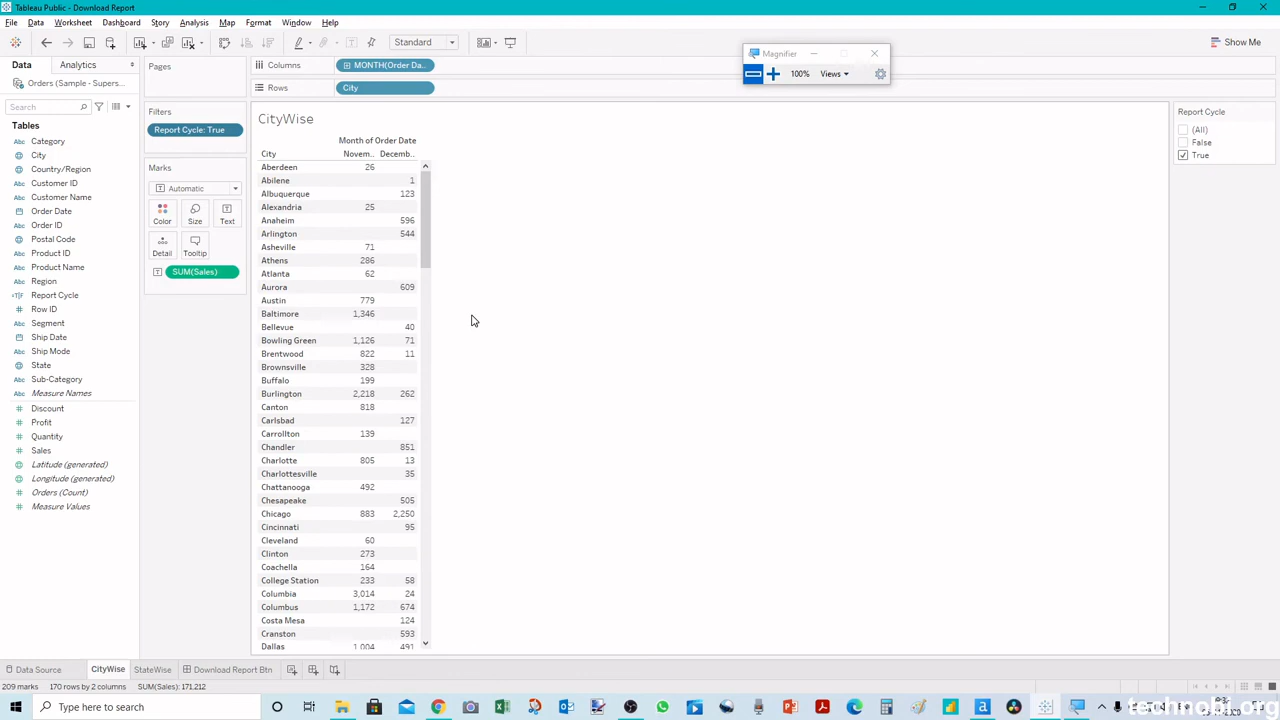 Tableau Public - Download Report
File Data Worksheet Dashboard Story Analysis Map Format Window Help
Standard
Show Me
Magnifier
100% Views
Data Analytics
Orders (Sample - Supers...
Search
Tables
Category
City
Country/Region
Customer ID
Customer Name
Order Date
Order ID
Postal Code
Product ID
Product Name
Region
Report Cycle
Row ID
Segment
Ship Date
Ship Mode
State
Sub-Category
Measure Names
Discount
Profit
Quantity
Sales
Latitude (generated)
Longitude (generated)
Orders (Count)
Measure Values
Pages
Filters
Report Cycle: True
Marks
Automatic
Color Size Text
Detail Tooltip
SUM(Sales)
Columns MONTH(Order Da..
Rows City
CityWise
Month of Order Date
City Novem.. Decemb..
Aberdeen 26
Abilene 1
Albuquerque 123
Alexandria 25
Anaheim 596
Arlington 544
Asheville 71
Athens 286
Atlanta 62
Aurora 609
Austin 779
Baltimore 1,346
Bellevue 40
Bowling Green 1,126 71
Brentwood 822 11
Brownsville 328
Buffalo 199
Burlington 2,218 262
Canton 818
Carlsbad 127
Carrollton 139
Chandler 851
Charlotte 805 13
Charlottesville 35
Chattanooga 492
Chesapeake 505
Chicago 883 2,250
Cincinnati 95
Cleveland 60
Clinton 273
Coachella 164
College Station 233 58
Columbia 3,014 24
Columbus 1,172 674
Costa Mesa 124
Cranston 593
Dallas 1,004 491
Report Cycle
(All)
False
True
Data Source CityWise StateWise Download Report Btn
209 marks 170 rows by 2 columns SUM(Sales): 171,212
Type here to search